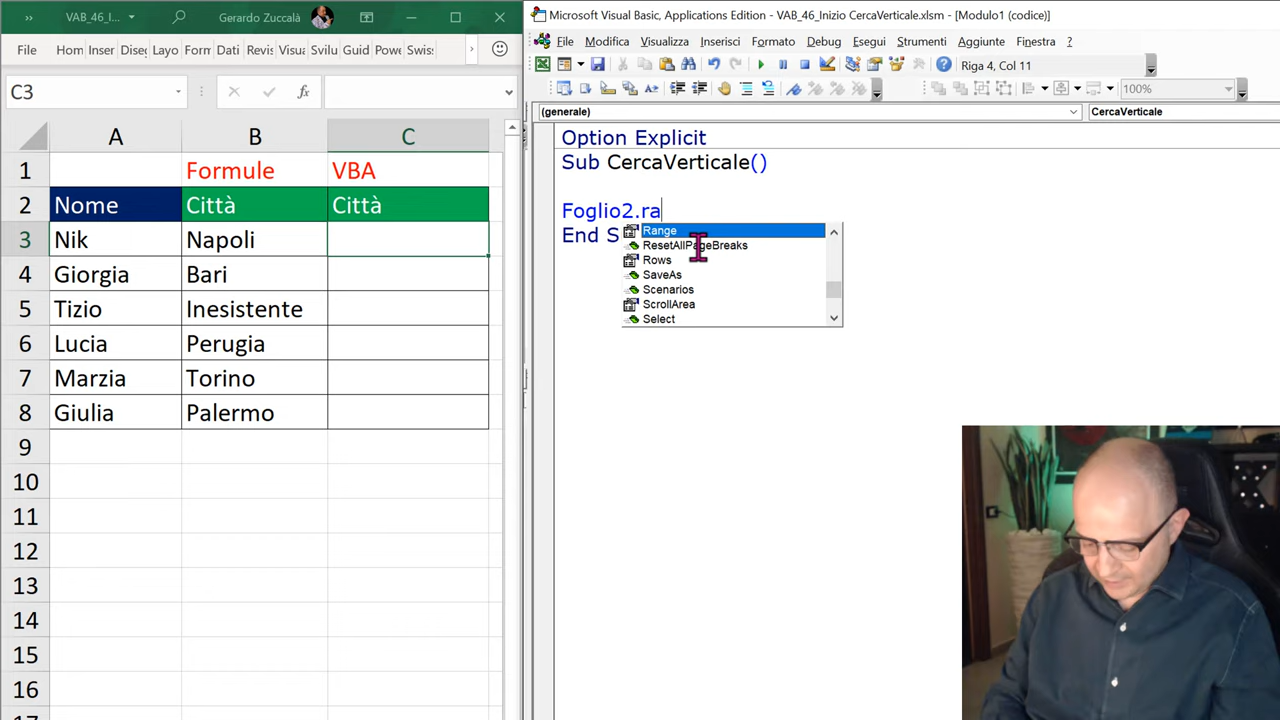 VAB_46_I...
Gerardo Zuccalà
File Hom Inser Diseg Layo Form Dati Revis Visua Svilu Guid Powe Swiss
C3
fx
A B C
1 Formule VBA
2 Nome Città Città
3 Nik Napoli
4 Giorgia Bari
5 Tizio Inesistente
6 Lucia Perugia
7 Marzia Torino
8 Giulia Palermo
9
10
11
12
13
14
15
16
Microsoft Visual Basic, Applications Edition - VAB_46_Inizio CercaVerticale.xlsm - [Modulo1 (codice)]
File Modifica Visualizza Inserisci Formato Debug Esegui Strumenti Aggiunte Finestra ?
Riga 4, Col 11
100%
(generale) CercaVerticale
Option Explicit
Sub CercaVerticale()
Foglio2.ra
End S
Range
ResetAllPageBreaks
Rows
SaveAs
Scenarios
ScrollArea
Select